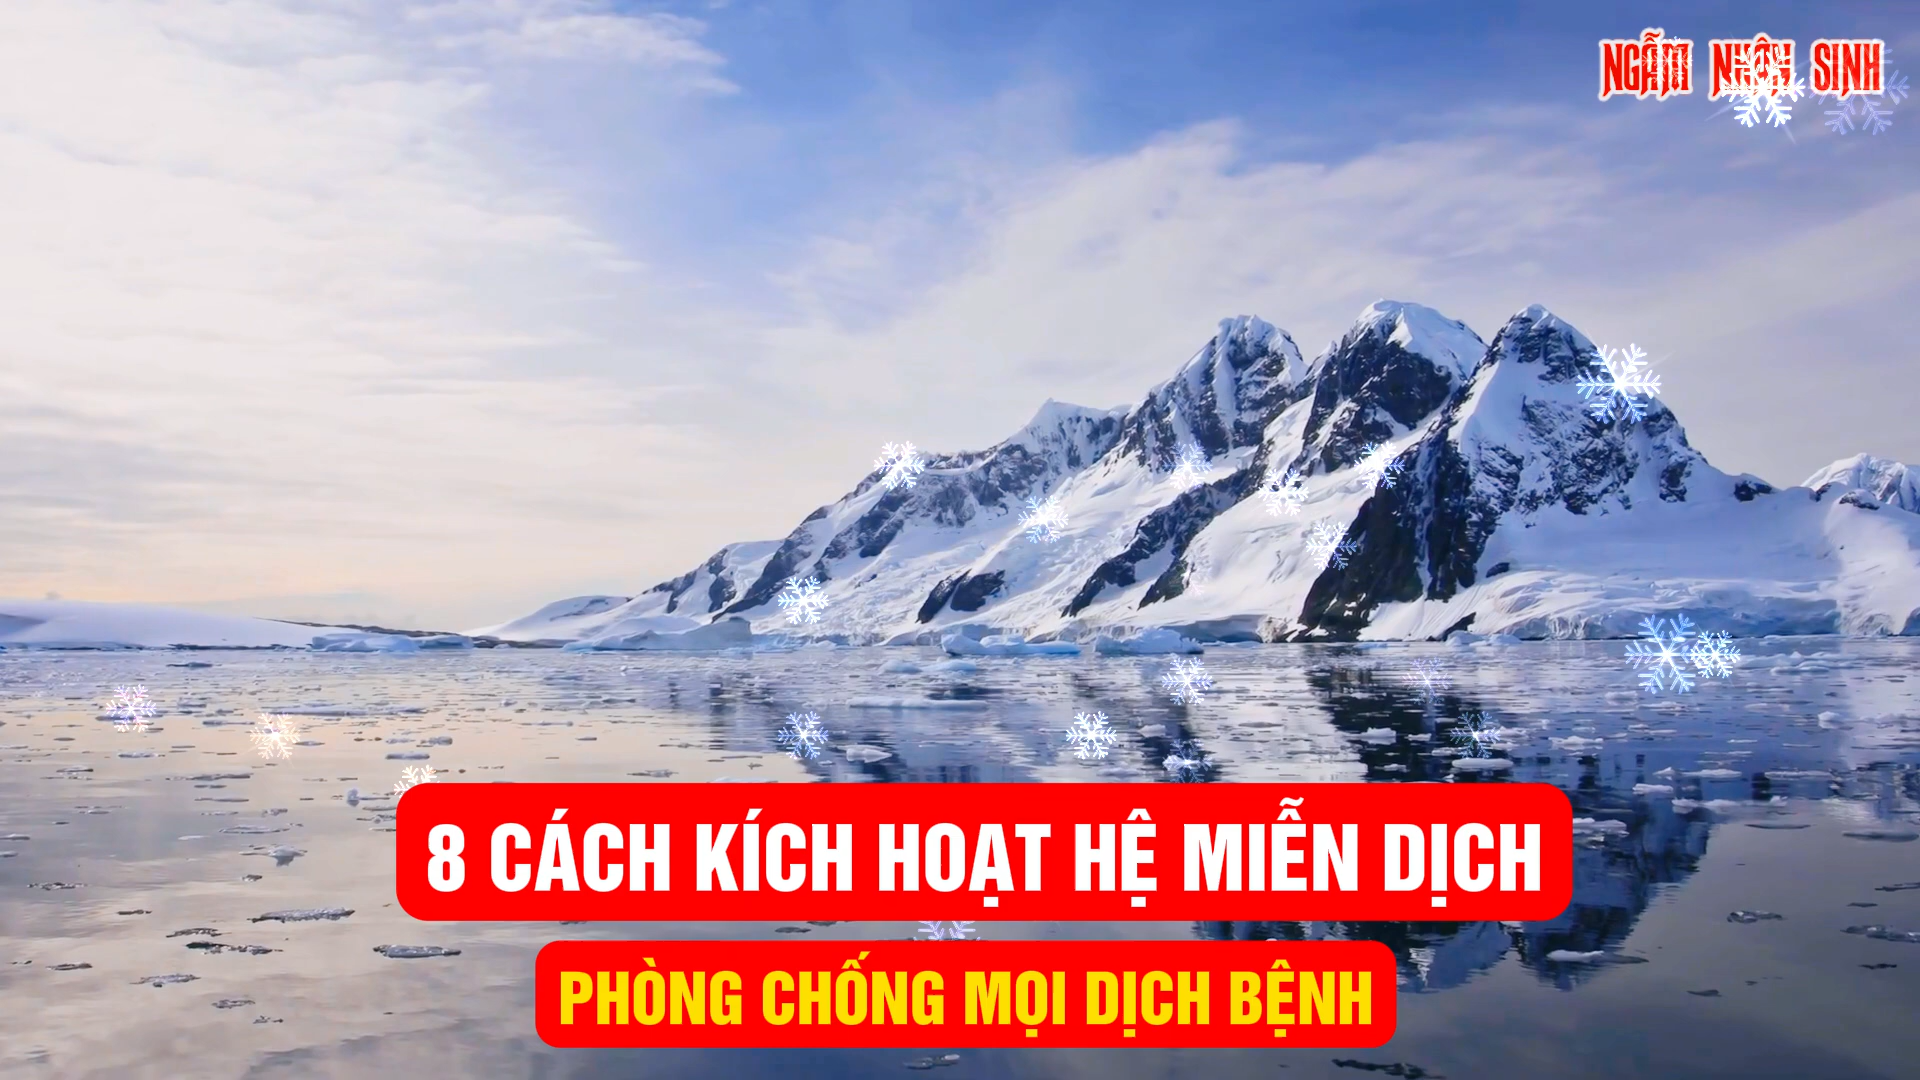 NGẪM NHÂN SINH
8 CÁCH KÍCH HOẠT HỆ MIỄN DỊCH
PHÒNG CHỐNG MỌI DỊCH BỆNH